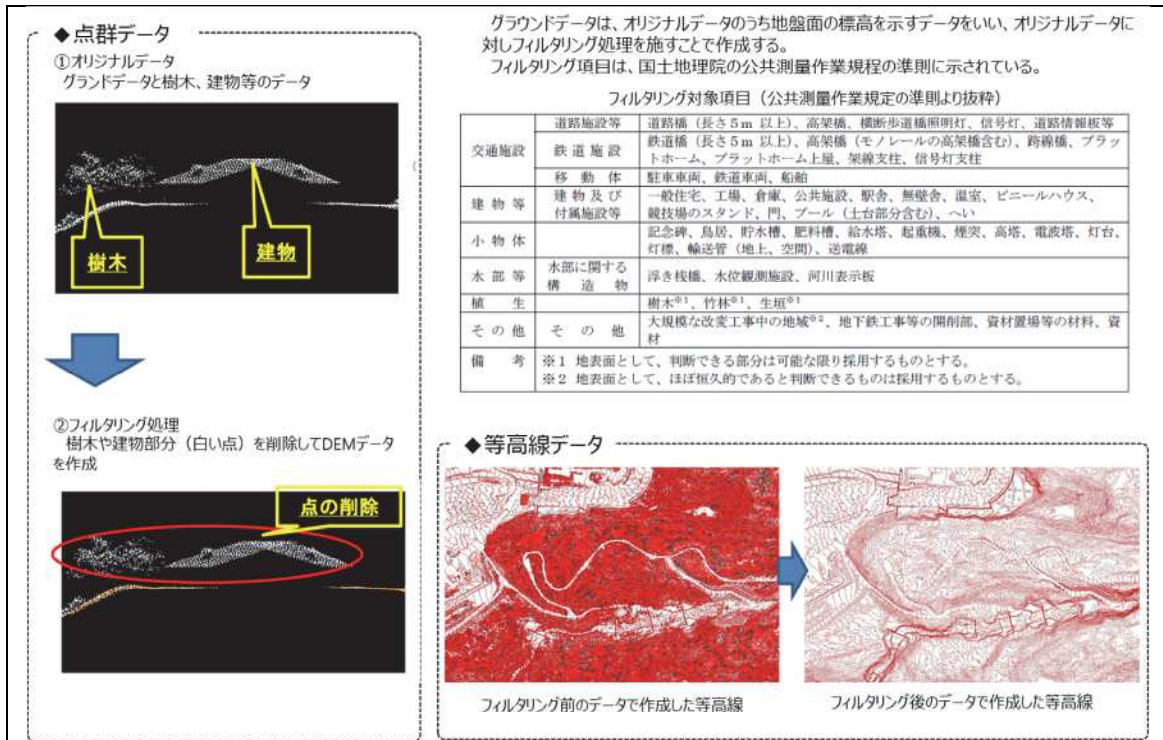 ◆点群データ
①オリジナルデータ
グランドデータと樹木、建物等のデータ
樹木
建物
②フィルタリング処理
樹木や建物部分（白い点）を削除してDEMデータ
を作成
点の削除
グラウンドデータは、オリジナルデータのうち地盤面の標高を示すデータをいい、オリジナルデータに
対しフィルタリング処理を施すことで作成する。
フィルタリング項目は、国土地理院の公共測量作業規程の準則に示されている。
フィルタリング対象項目（公共測量作業規定の準則より抜粋）
交通施設
道路施設等 道路橋（長さ５ｍ 以上）、高架橋、横断歩道橋照明灯、信号灯、道路情報板等
鉄道施設 鉄道橋（長さ５ｍ 以上）、高架橋（モノレールの高架橋含む）、跨線橋、プラッ
トホーム、プラットホーム上屋、架線支柱、信号灯支柱
移動体 駐車車両、鉄道車両、船舶
建物等 建物及び 一般住宅、工場、倉庫、公共施設、駅舎、無壁舎、温室、ビニールハウス、
付属施設等 競技場のスタンド、門、プール（土台部分含む）、へい
小物体 記念碑、鳥居、貯水槽、肥料槽、給水塔、起重機、煙突、高塔、電波塔、灯台、
灯標、輸送管（地上、空間）、送電線
水部等 水部に関する 浮き桟橋、水位観測施設、河川表示板
構造物
植生 樹木※1、竹林※1、生垣※1
その他 その他 大規模な改変工事中の地域※2、地下鉄工事等の開削部、資材置場等の材料、資
材
備考 ※１ 地表面として、判断できる部分は可能な限り採用するものとする。
※２ 地表面として、ほぼ恒久的であると判断できるものは採用するものとする。
◆等高線データ
フィルタリング前のデータで作成した等高線
フィルタリング後のデータで作成した等高線